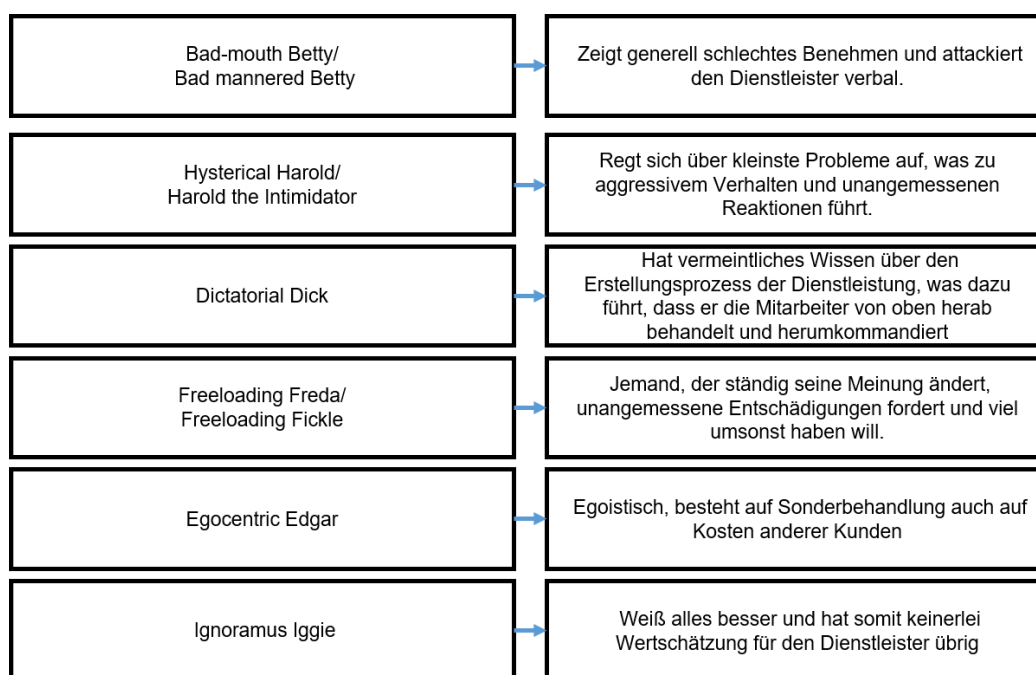 Bad-mouth Betty/
Bad mannered Betty
Zeigt generell schlechtes Benehmen und attackiert
den Dienstleister verbal.
Hysterical Harold/
Harold the Intimidator
Regt sich über kleinste Probleme auf, was zu
aggressivem Verhalten und unangemessenen
Reaktionen führt.
Dictatorial Dick
Hat vermeintliches Wissen über den
Erstellungsprozess der Dienstleistung, was dazu
führt, dass er die Mitarbeiter von oben herab
behandelt und herumkommandiert
Freeloading Freda/
Freeloading Fickle
Jemand, der ständig seine Meinung ändert,
unangemessene Entschädigungen fordert und viel
umsonst haben will.
Egocentric Edgar
Egoistisch, besteht auf Sonderbehandlung auch auf
Kosten anderer Kunden
Ignoramus Iggie
Weiß alles besser und hat somit keinerlei
Wertschätzung für den Dienstleister übrig